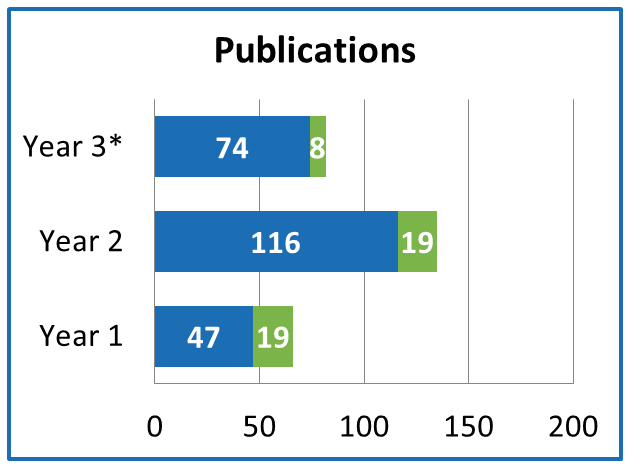 Publications
Year 3* 74 8
Year 2 116 19
Year 1 47 19
0 50 100 150 200